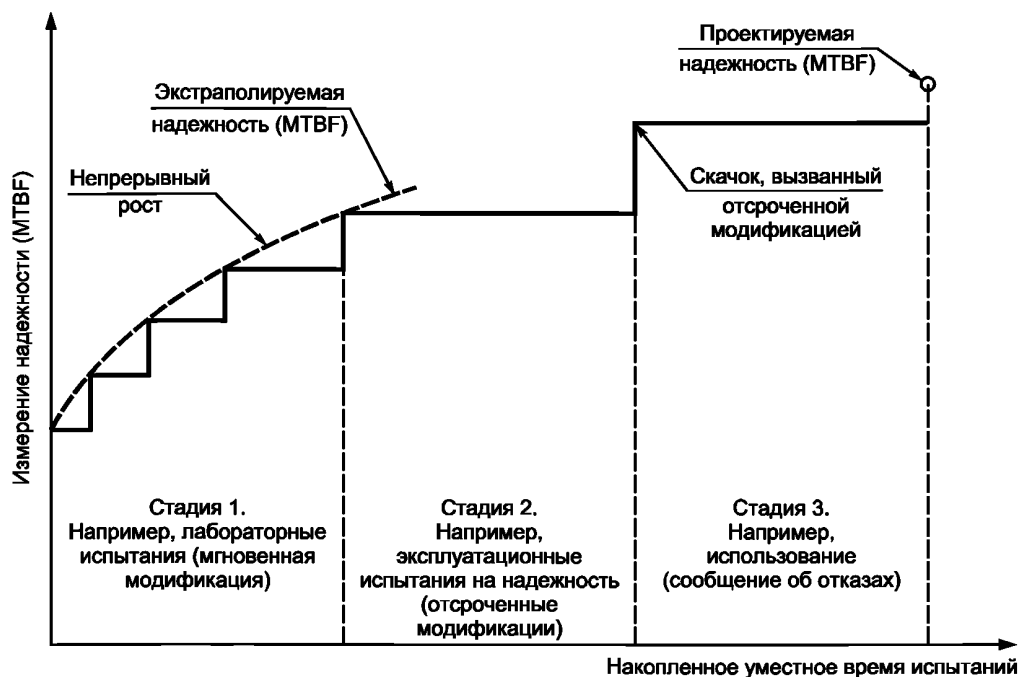 Проектируемая
надежность (MTBF)
Экстраполируемая
надежность (MTBF)
Непрерывный
рост
Скачок, вызванный
отсроченной
модификацией
Измерение надежности (MTBF)
Стадия 1.
Например, лабораторные
испытания (мгновенная
модификация)
Стадия 2.
Например,
эксплуатационные
испытания на надежность
(отсроченные
модификации)
Стадия 3.
Например,
использование
(сообщение об отказах)
Накопленное уместное время испытаний